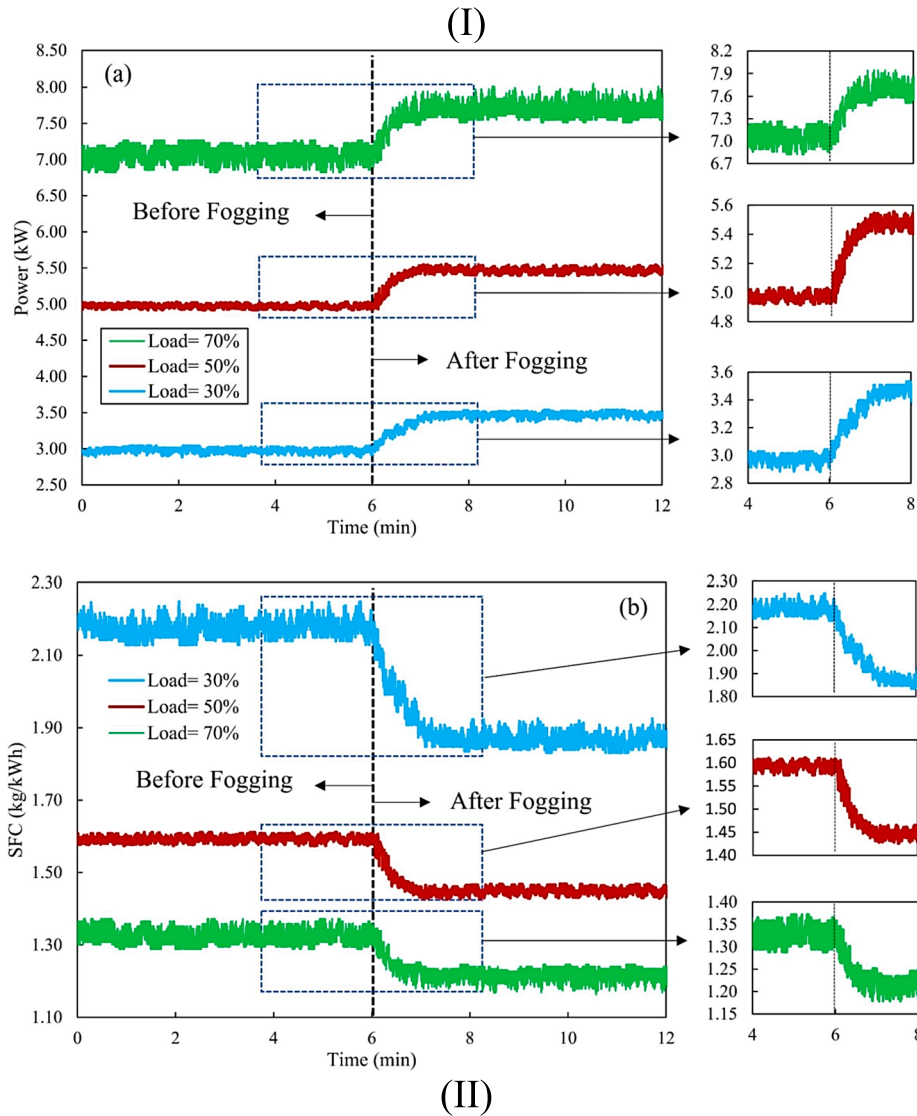 (I)
(a)
Power (kW)
8.50
8.00
7.50
7.00
6.50
6.00
5.50
5.00
4.50
4.00
3.50
3.00
2.50
Before Fogging
After Fogging
Load= 70%
Load= 50%
Load= 30%
0 2 4 6 8 10 12
Time (min)
7.9
7.6
7.3
7.0
6.7
5.6
5.4
5.2
5.0
4.8
3.6
3.4
3.2
3.0
2.8
4 6 8
(b)
SFC (kg/kWh)
2.30
2.10
1.90
1.70
1.50
1.30
1.10
Load= 30%
Load= 50%
Load= 70%
Before Fogging
After Fogging
0 2 4 6 8 10 12
Time (min)
2.30
2.20
2.10
2.00
1.90
1.80
1.65
1.60
1.55
1.50
1.45
1.40
1.40
1.35
1.30
1.25
1.20
4 6 8
(II)